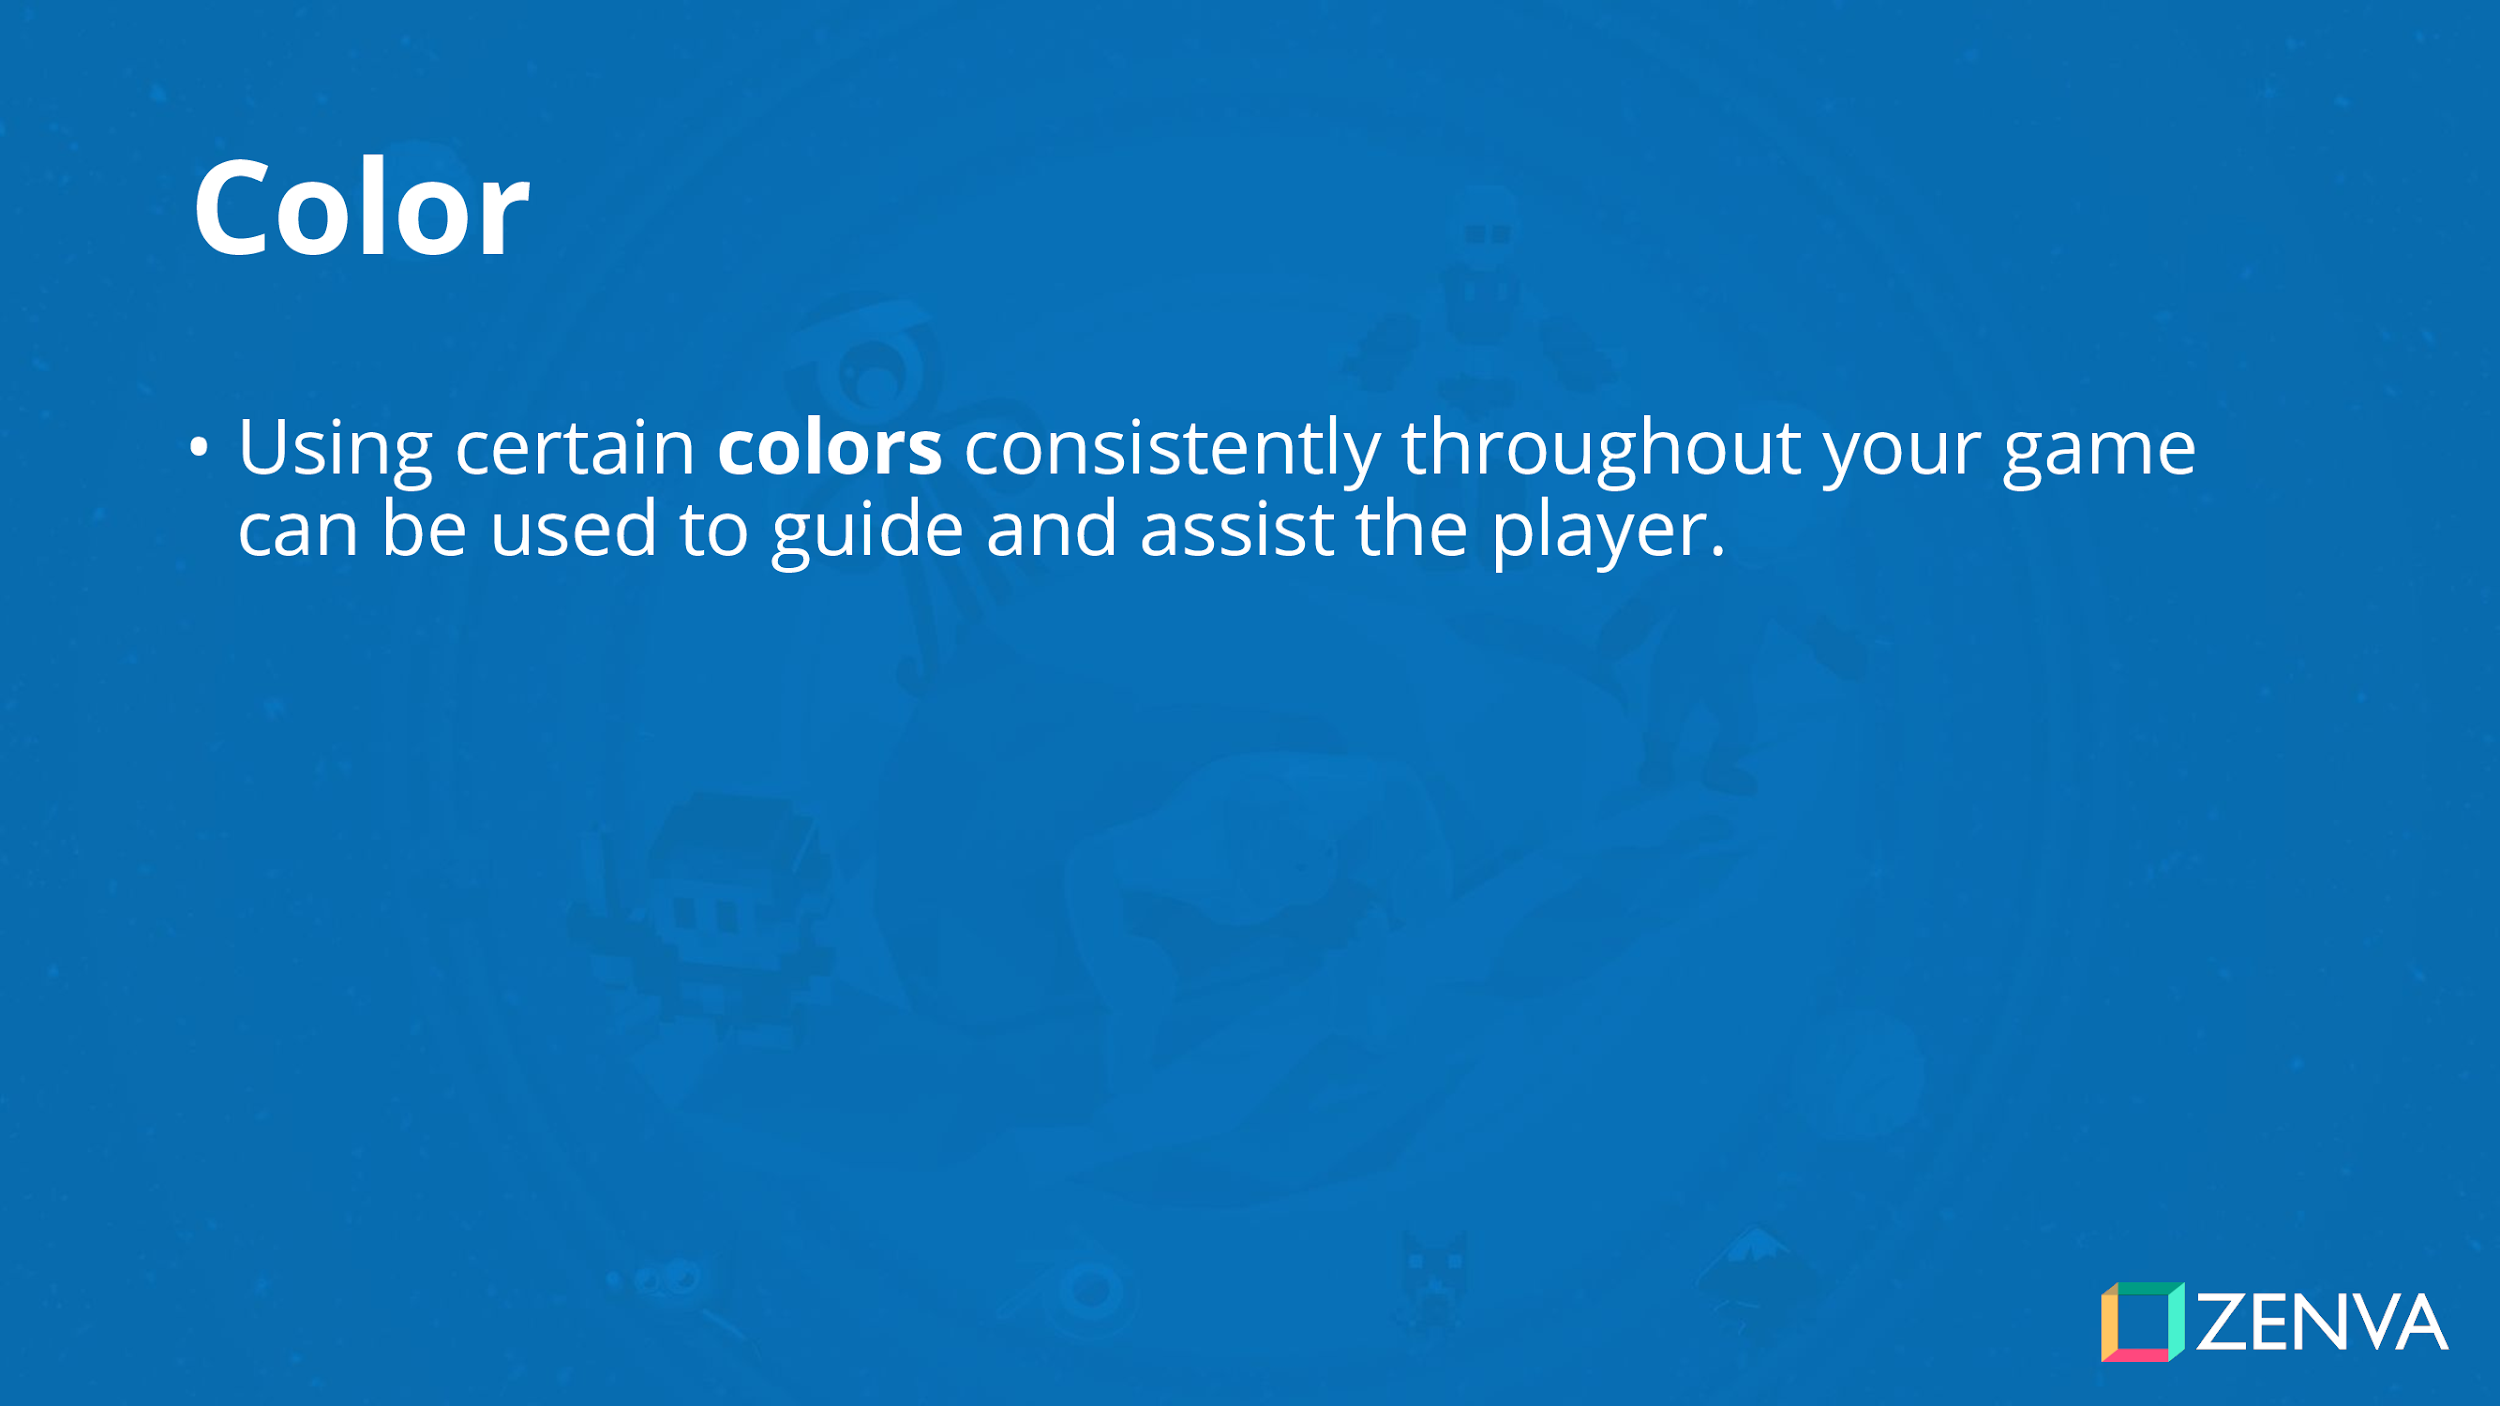 Color
• Using certain colors consistently throughout your game
can be used to guide and assist the player.
ZENVA